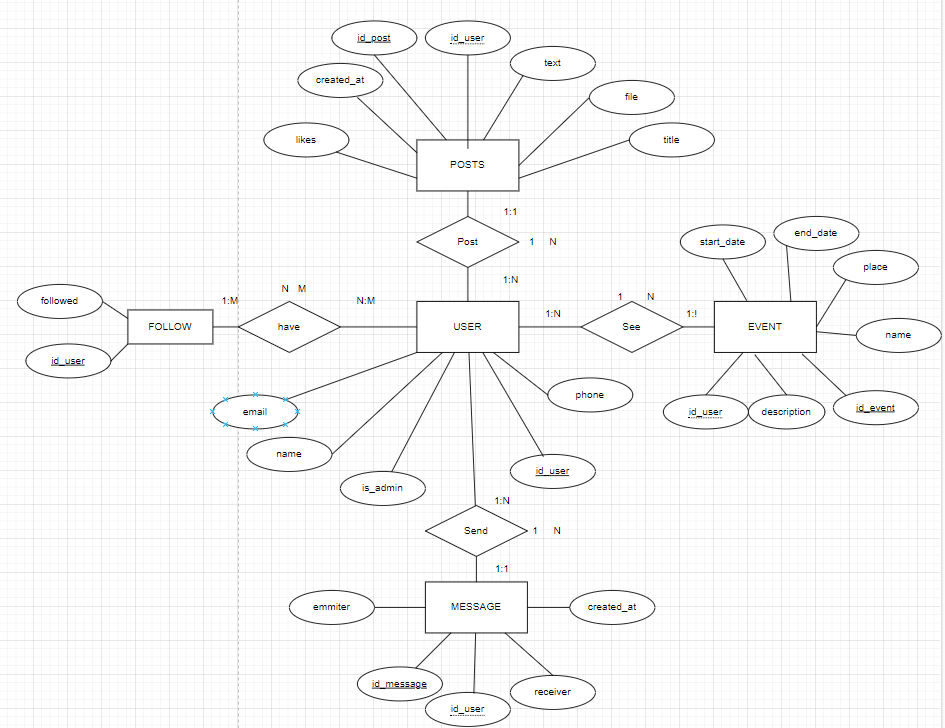 id_post
id_user
text
created_at
file
likes
title
POSTS
1:1
Post
1 N
start_date
end_date
place
1:N
followed
1:M
N M
N:M
1 N
1:N
1:!
FOLLOW
have
USER
See
EVENT
name
id_user
email
phone
id_user
description
id_event
name
is_admin
id_user
1:N
Send
1 N
1:1
emmiter
MESSAGE
created_at
id_message
id_user
receiver